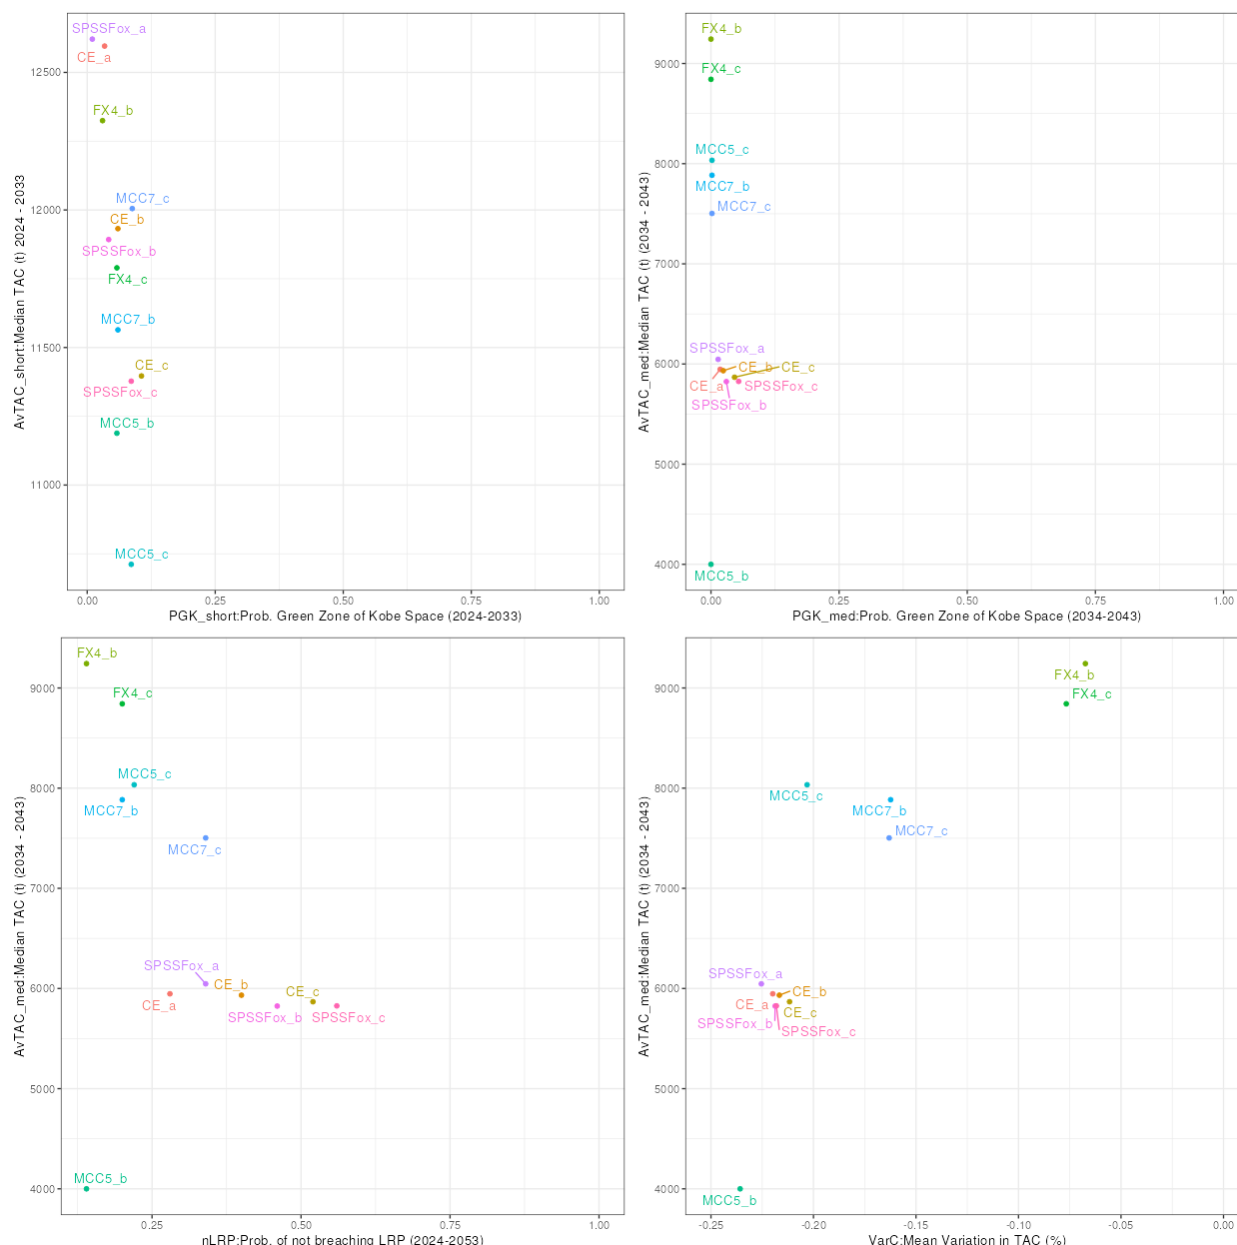 SPSSFox_a
CE_a
FX4_b
MCC7_c
CE_b
SPSSFox_b
FX4_c
MCC7_b
CE_c
SPSSFox_c
MCC5_b
MCC5_c
12500
12000
11500
11000
0.00 0.25 0.50 0.75 1.00
AvTAC_short:Median TAC (t) 2024 - 2033
PGK_short:Prob. Green Zone of Kobe Space (2024-2033)
FX4_b
FX4_c
MCC5_c
MCC7_b
MCC7_c
SPSSFox_a
CE_b
CE_c
CE_a
SPSSFox_c
SPSSFox_b
MCC5_b
9000
8000
7000
6000
5000
4000
0.00 0.25 0.50 0.75 1.00
AvTAC_med:Median TAC (t) (2034 - 2043)
PGK_med:Prob. Green Zone of Kobe Space (2034-2043)
FX4_b
FX4_c
MCC5_c
MCC7_b
MCC7_c
SPSSFox_a
CE_b
CE_c
CE_a
SPSSFox_b
SPSSFox_c
MCC5_b
9000
8000
7000
6000
5000
4000
0.25 0.50 0.75 1.00
AvTAC_med:Median TAC (t) (2034 - 2043)
nLRP:Prob. of not breaching LRP (2024-2053)
FX4_b
FX4_c
MCC5_c
MCC7_b
MCC7_c
SPSSFox_a
CE_b
CE_a
CE_c
SPSSFox_b
SPSSFox_c
MCC5_b
9000
8000
7000
6000
5000
4000
-0.25 -0.20 -0.15 -0.10 -0.05 0.00
AvTAC_med:Median TAC (t) (2034 - 2043)
VarC:Mean Variation in TAC (%)